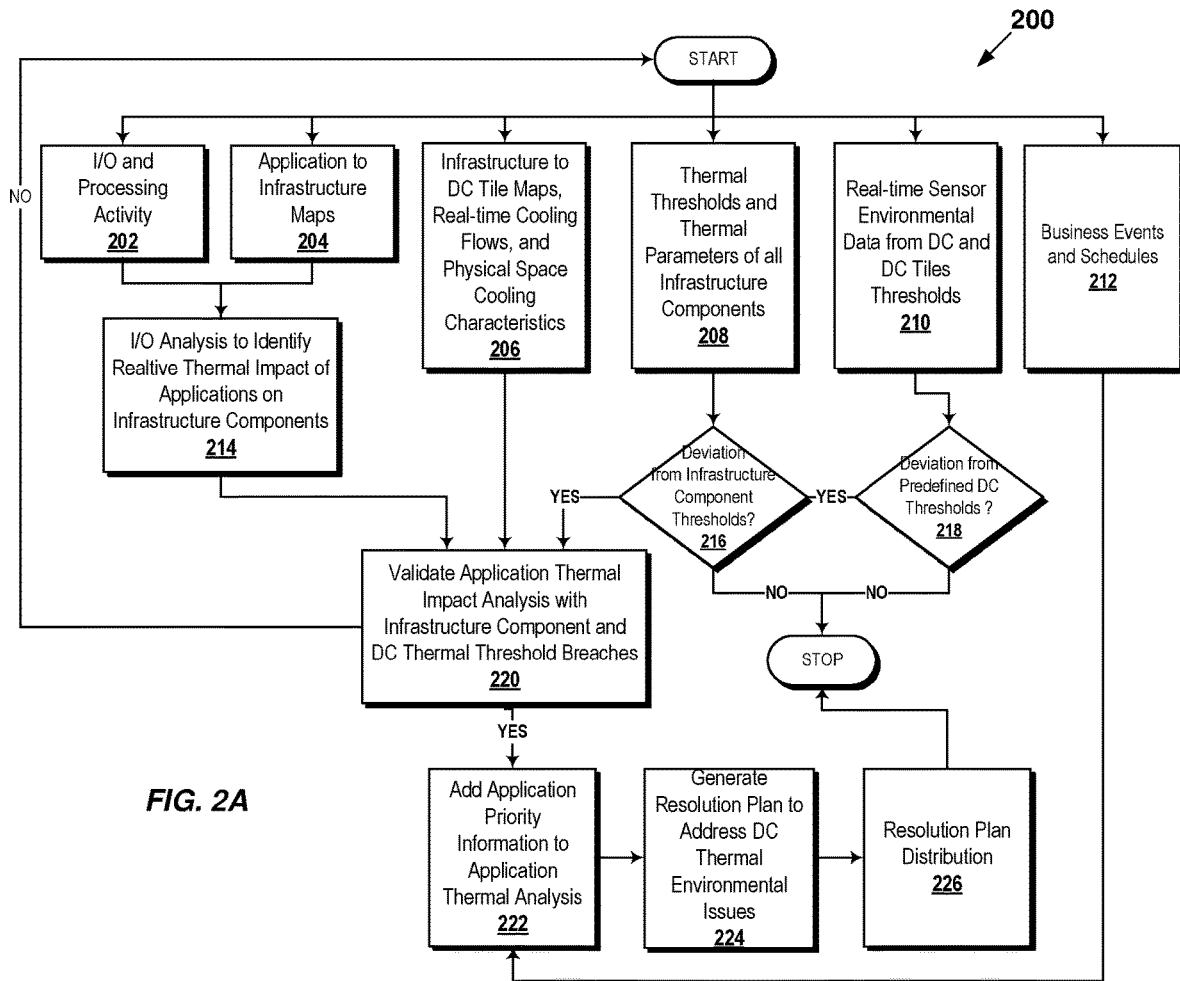 200
START
NO
I/O and
Processing
Activity
202
Application to
Infrastructure
Maps
204
Infrastructure to
DC Tile Maps,
Real-time Cooling
Flows, and
Physical Space
Cooling
Characteristics
206
Thermal
Thresholds and
Thermal
Parameters of all
Infrastructure
Components
208
Real-time Sensor
Environmental
Data from DC and
DC Tiles
Thresholds
210
Business Events
and Schedules
212
I/O Analysis to Identify
Realtive Thermal Impact of
Applications on
Infrastructure Components
214
Deviation
from Infrastructure
Component
Thresholds?
216
YES
YES
Deviation from
Predefined DC
Thresholds ?
218
NO
NO
STOP
Validate Application Thermal
Impact Analysis with
Infrastructure Component and
DC Thermal Threshold Breaches
220
YES
FIG. 2A
Add Application
Priority
Information to
Application
Thermal Analysis
222
Generate
Resolution Plan to
Address DC
Thermal
Environmental
Issues
224
Resolution Plan
Distribution
226